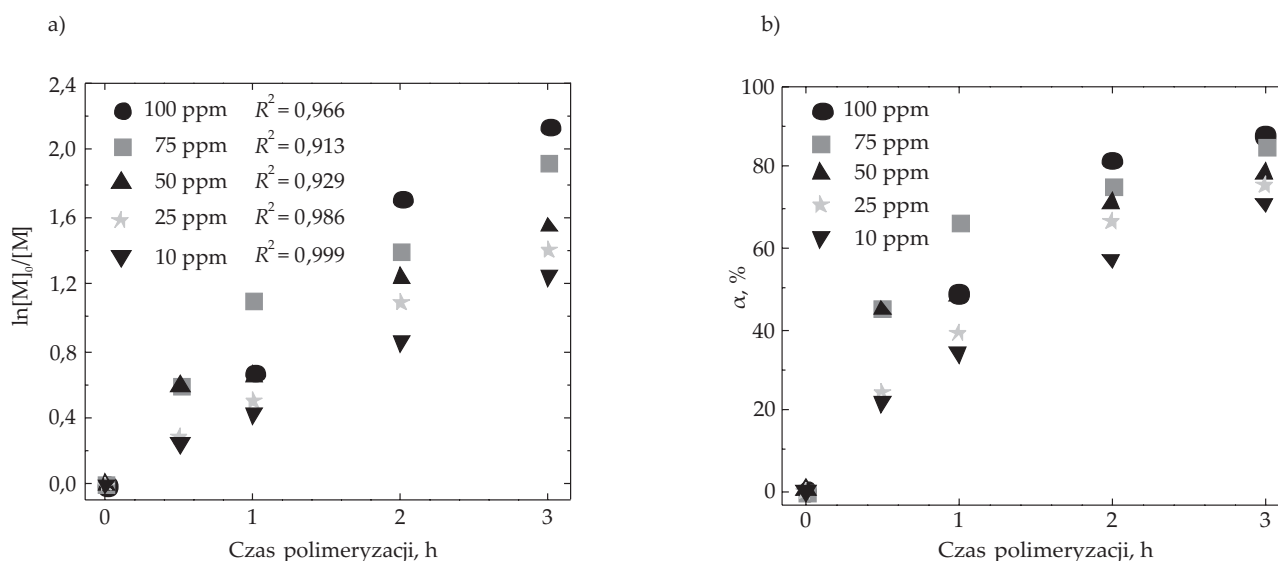 a)
2,4
2,0
1,6
1,2
0,8
0,4
0,0
ln[M]₀/[M]
100 ppm R² = 0,966
75 ppm R² = 0,913
50 ppm R² = 0,929
25 ppm R² = 0,986
10 ppm R² = 0,999
0 1 2 3
Czas polimeryzacji, h
b)
100
80
60
40
20
0
α, %
100 ppm
75 ppm
50 ppm
25 ppm
10 ppm
0 1 2 3
Czas polimeryzacji, h